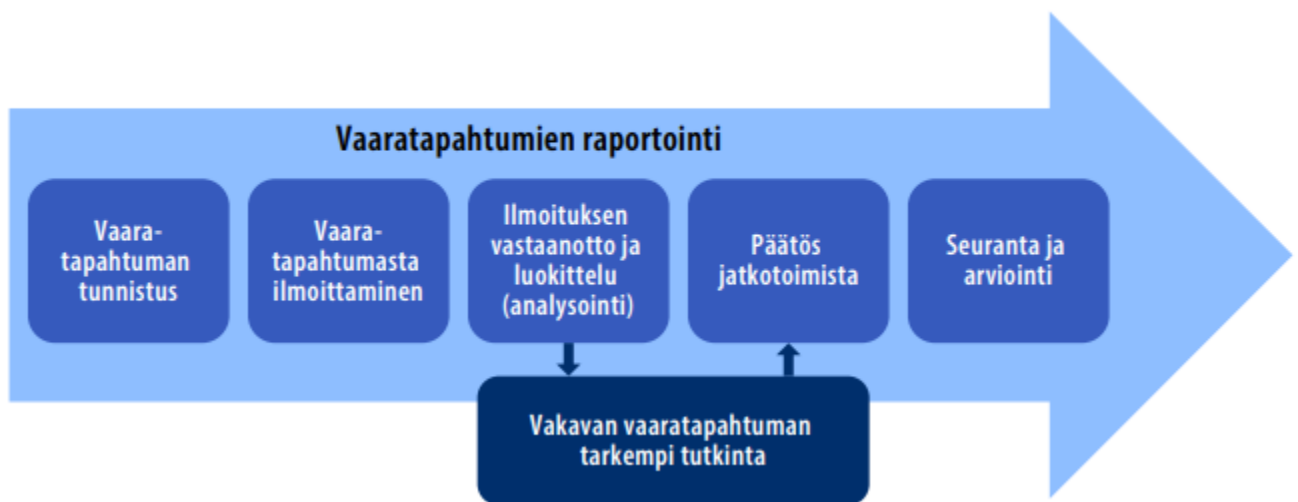 Vaaratapahtumien raportointi
Vaara-
tapahtuman
tunnistus
Vaara-
tapahtumasta
ilmoittaminen
Ilmoituksen
vastaanotto ja
luokittelu
(analysointi)
Päätös
jatkotoimista
Seuranta ja
arviointi
Vakavan vaaratapahtuman
tarkempi tutkinta